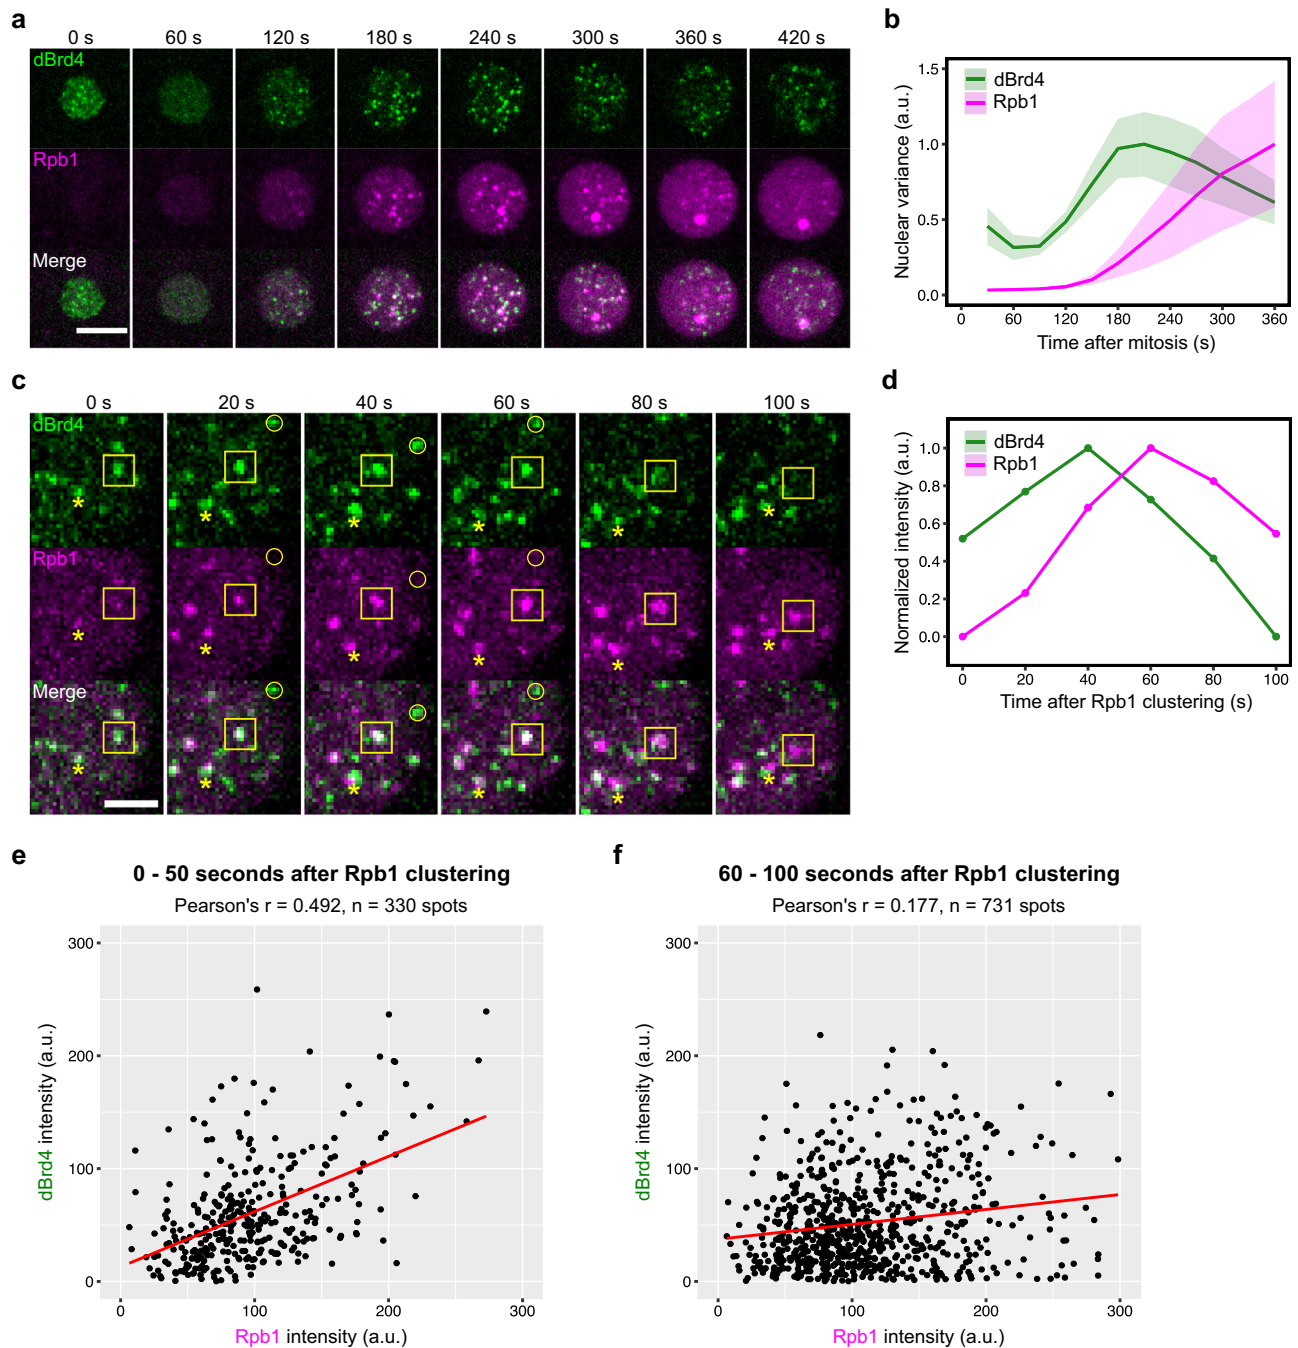 a
0 s 60 s 120 s 180 s 240 s 300 s 360 s 420 s
dBrd4
Rpb1
Merge
b
1.5
1.0
0.5
0.0
Nuclear variance (a.u.)
dBrd4
Rpb1
0 60 120 180 240 300 360
Time after mitosis (s)
c
0 s 20 s 40 s 60 s 80 s 100 s
dBrd4
*
*
*
*
*
*
Rpb1
*
*
*
*
*
*
Merge
*
*
*
*
*
*
d
1.0
0.8
0.6
0.4
0.2
0.0
Normalized intensity (a.u.)
dBrd4
Rpb1
0 20 40 60 80 100
Time after Rpb1 clustering (s)
e
0 - 50 seconds after Rpb1 clustering
Pearson's r = 0.492, n = 330 spots
300
200
100
0
dBrd4 intensity (a.u.)
0 100 200 300
Rpb1 intensity (a.u.)
f
60 - 100 seconds after Rpb1 clustering
Pearson's r = 0.177, n = 731 spots
300
200
100
0
dBrd4 intensity (a.u.)
0 100 200 300
Rpb1 intensity (a.u.)